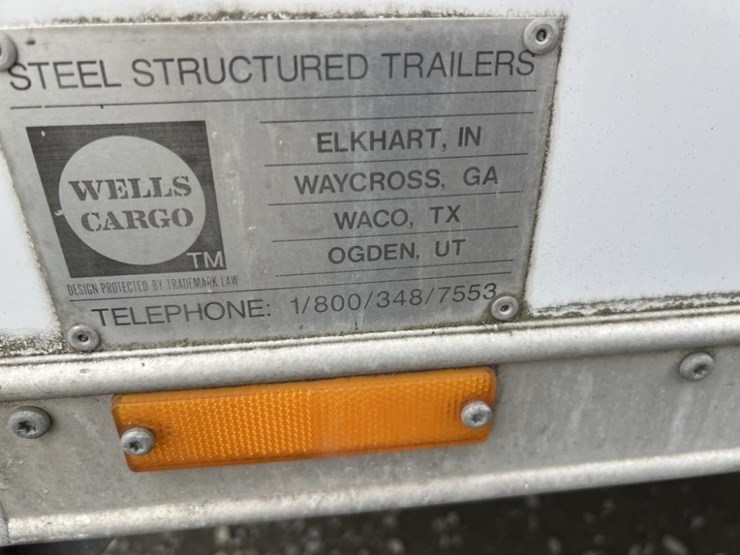 STEEL STRUCTURED TRAILERS
WELLS
CARGO
TM
DESIGN PROTECTED BY TRADEMARK LAW
ELKHART, IN
WAYCROSS, GA
WACO, TX
OGDEN, UT
TELEPHONE: 1/800/348/7553